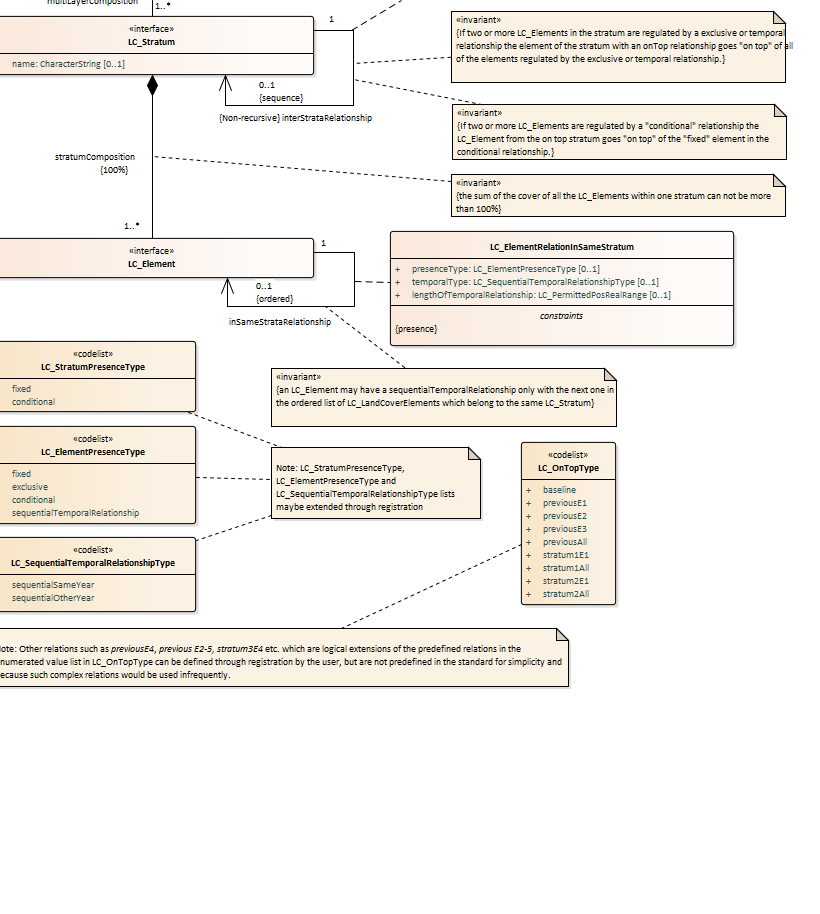 multiLayerComposition
1..*
«interface»
LC_Stratum
name: CharacterString [0..1]
1
0..1
{sequence}
{Non-recursive} interStrataRelationship
«invariant»
{If two or more LC_Elements in the stratum are regulated by a exclusive or temporal
relationship the element of the stratum with an onTop relationship goes "on top" of all
of the elements regulated by the exclusive or temporal relationship.}
«invariant»
{If two or more LC_Elements are regulated by a "conditional" relationship the
LC_Element from the on top stratum goes "on top" of the "fixed" element in the
conditional relationship.}
stratumComposition
{100%}
«invariant»
{the sum of the cover of all the LC_Elements within one stratum can not be more
than 100%}
1..*
«interface»
LC_Element
1
0..1
{ordered}
inSameStrataRelationship
LC_ElementRelationInSameStratum
+ presenceType: LC_ElementPresenceType [0..1]
+ temporalType: LC_SequentialTemporalRelationshipType [0..1]
+ lengthOfTemporalRelationship: LC_PermittedPosRealRange [0..1]
constraints
{presence}
«codelist»
LC_StratumPresenceType
fixed
conditional
«invariant»
{an LC_Element may have a sequentialTemporalRelationship only with the next one in
the ordered list of LC_LandCoverElements which belong to the same LC_Stratum}
«codelist»
LC_ElementPresenceType
fixed
exclusive
conditional
sequentialTemporalRelationship
Note: LC_StratumPresenceType,
LC_ElementPresenceType and
LC_SequentialTemporalRelationshipType lists
maybe extended through registration
«codelist»
LC_OnTopType
+ baseline
+ previousE1
+ previousE2
+ previousE3
+ previousAll
+ stratum1E1
+ stratum1All
+ stratum2E1
+ stratum2All
«codelist»
LC_SequentialTemporalRelationshipType
sequentialSameYear
sequentialOtherYear
ote: Other relations such as previousE4, previous E2-5, stratum3E4 etc. which are logical extensions of the predefined relations in the
numerated value list in LC_OnTopType can be defined through registration by the user, but are not predefined in the standard for simplicity and
ecause such complex relations would be used infrequently.